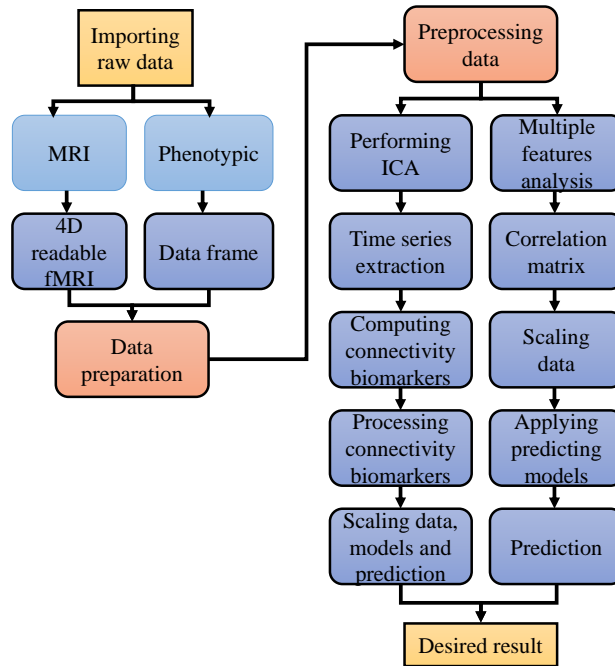 Importing
raw data
MRI
Phenotypic
4D
readable
fMRI
Data frame
Data
preparation
Preprocessing
data
Performing
ICA
Multiple
features
analysis
Time series
extraction
Correlation
matrix
Computing
connectivity
biomarkers
Scaling
data
Processing
connectivity
biomarkers
Applying
predicting
models
Scaling data,
models and
prediction
Prediction
Desired result